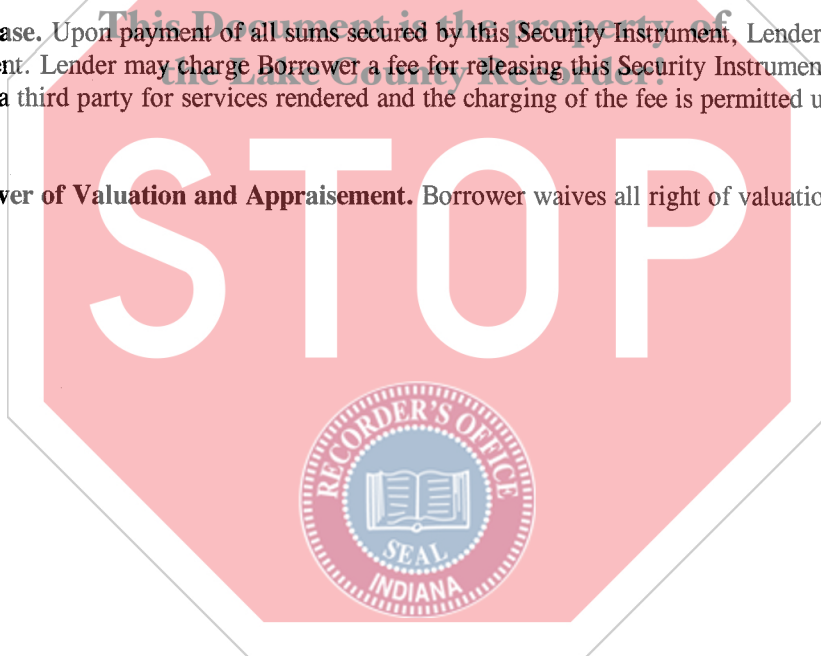 This Document is the property of
ase. Upon payment of all sums secured by this Security Instrument, Lender
ent. Lender may charge Borrower a fee for releasing this Security Instrumen
the Lake County Recorder!
a third party for services rendered and the charging of the fee is permitted u
ver of Valuation and Appraisement. Borrower waives all right of valuatio
STOP
RECORDER'S OFFICE
SEAL
INDIANA